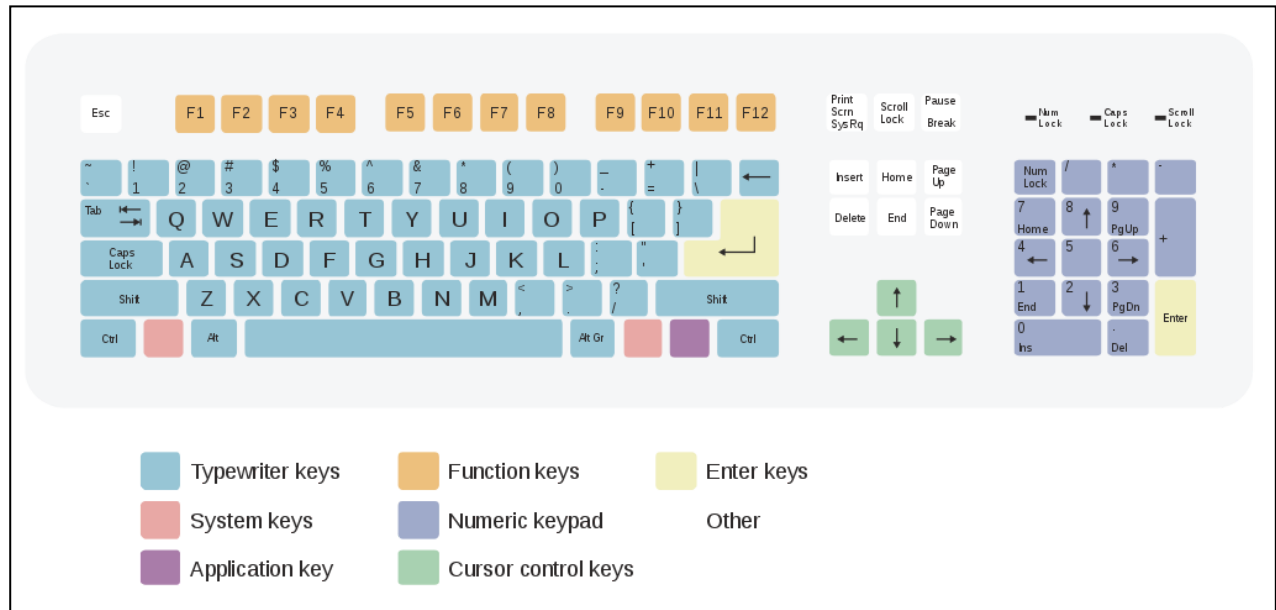 Esc F1 F2 F3 F4 F5 F6 F7 F8 F9 F10 F11 F12
Print
Scrn
SysRq
Scroll
Lock
Pause
Break
Num
Lock
Caps
Lock
Scroll
Lock
~ ! @ # $ % ^ & * ( ) _ + |
` 1 2 3 4 5 6 7 8 9 0 - = \ ←
Insert Home Page
Up
Num
Lock
/ * -
Tab Q W E R T Y U I O P { }
[ ]
Delete End Page
Down
7 8 ↑ 9
Home PgUp
+
Caps
Lock
A S D F G H J K L : "
; '
4 ← 5 6 →
Shift Z X C V B N M < > ?
, . /
Shift
↑
1 2 ↓ 3
End PgDn
Enter
Ctrl Alt Alt Gr Ctrl
← ↓ →
0 .
Ins Del
Typewriter keys Function keys Enter keys
System keys Numeric keypad Other
Application key Cursor control keys